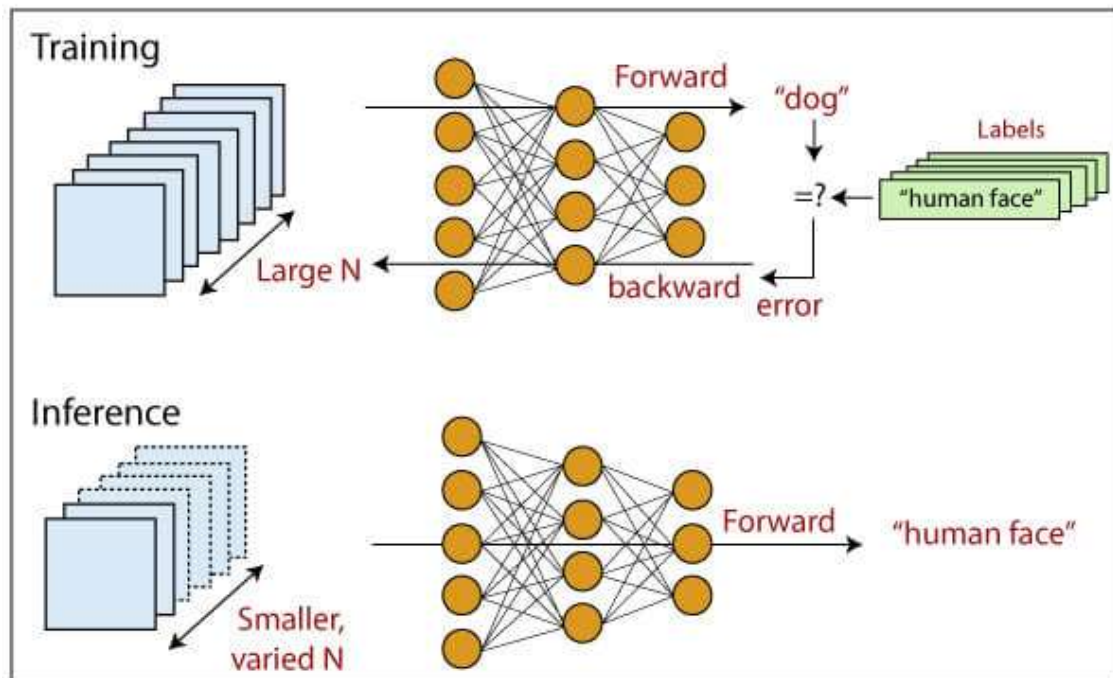 Training
Forward
“dog”
Labels
=?
“human face”
Large N
backward
error
Inference
Forward
“human face”
Smaller,
varied N